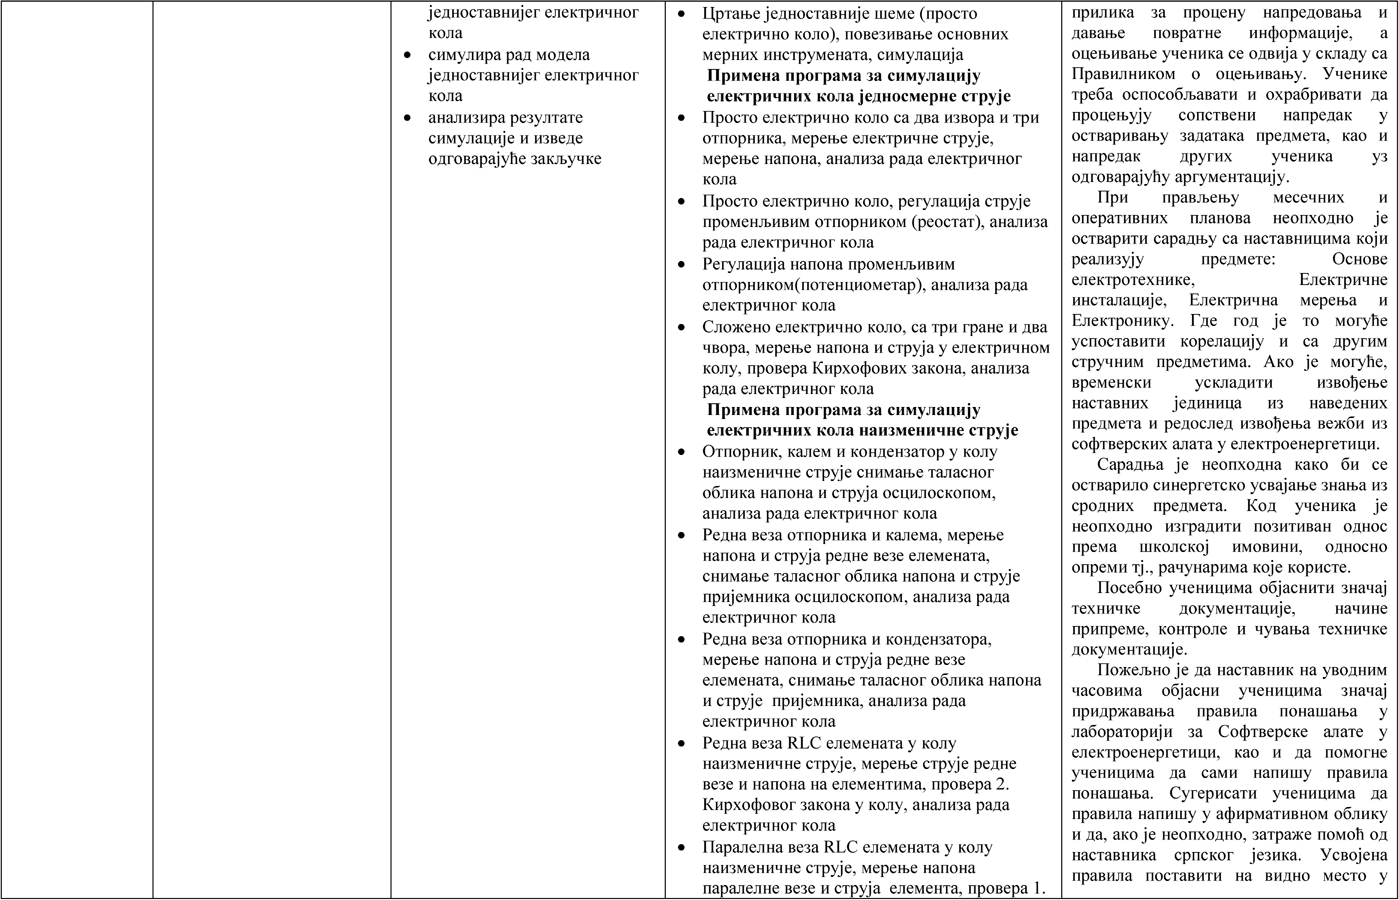 једноставнијег електричног
кола
• симулира рад модела
једноставнијег електричног
кола
• анализира резултате
симулације и изведе
одговарајуће закључке
• Цртање једноставније шеме (просто
електрично коло), повезивање основних
мерних инструмената, симулација
Примена програма за симулацију
електричних кола једносмерне струје
• Просто електрично коло са два извора и три
отпорника, мерење електричне струје,
мерење напона, анализа рада електричног
кола
• Просто електрично коло, регулација струје
променљивим отпорником (реостат), анализа
рада електричног кола
• Регулација напона променљивим
отпорником(потенциометар), анализа рада
електричног кола
• Сложено електрично коло, са три гране и два
чвора, мерење напона и струја у електричном
колу, провера Кирхофових закона, анализа
рада електричног кола
Примена програма за симулацију
електричних кола наизменичне струје
• Отпорник, калем и кондензатор у колу
наизменичне струје снимање таласног
облика напона и струја осцилоскопом,
анализа рада електричног кола
• Редна веза отпорника и калема, мерење
напона и струја редне везе елемената,
снимање таласног облика напона и струје
пријемника осцилоскопом, анализа рада
електричног кола
• Редна веза отпорника и кондензатора,
мерење напона и струја редне везе
елемената, снимање таласног облика напона
и струје пријемника, анализа рада
електричног кола
• Редна веза RLC елемената у колу
наизменичне струје, мерење струје редне
везе и напона на елементима, провера 2.
Кирхофовог закона у колу, анализа рада
електричног кола
• Паралелна веза RLC елемената у колу
наизменичне струје, мерење напона
паралелне везе и струја елемента, провера 1.
прилика за процену напредовања и
давање повратне информације, а
оцењивање ученика се одвија у складу са
Правилником о оцењивању. Ученике
треба оспособљавати и охрабривати да
процењују сопствени напредак у
остваривању задатака предмета, као и
напредак других ученика уз
одговарајућу аргументацију.
При прављењу месечних и
оперативних планова неопходно је
остварити сарадњу са наставницима који
реализују предмете: Основе
електротехнике, Електричне
инсталације, Електрична мерења и
Електронику. Где год је то могуће
успоставити корелацију и са другим
стручним предметима. Ако је могуће,
временски ускладити извођење
наставних јединица из наведених
предмета и редослед извођења вежби из
софтверских алата у електроенергетици.
Сарадња је неопходна како би се
остварило синергетско усвајање знања из
сродних предмета. Код ученика је
неопходно изградити позитиван однос
према школској имовини, односно
опреми тј., рачунарима које користе.
Посебно ученицима објаснити значај
техничке документације, начине
припреме, контроле и чувања техничке
документације.
Пожељно је да наставник на уводним
часовима објасни ученицима значај
придржавања правила понашања у
лабораторији за Софтверске алате у
електроенергетици, као и да помогне
ученицима да сами напишу правила
понашања. Сугерисати ученицима да
правила напишу у афирмативном облику
и да, ако је неопходно, затраже помоћ од
наставника српског језика. Усвојена
правила поставити на видно место у